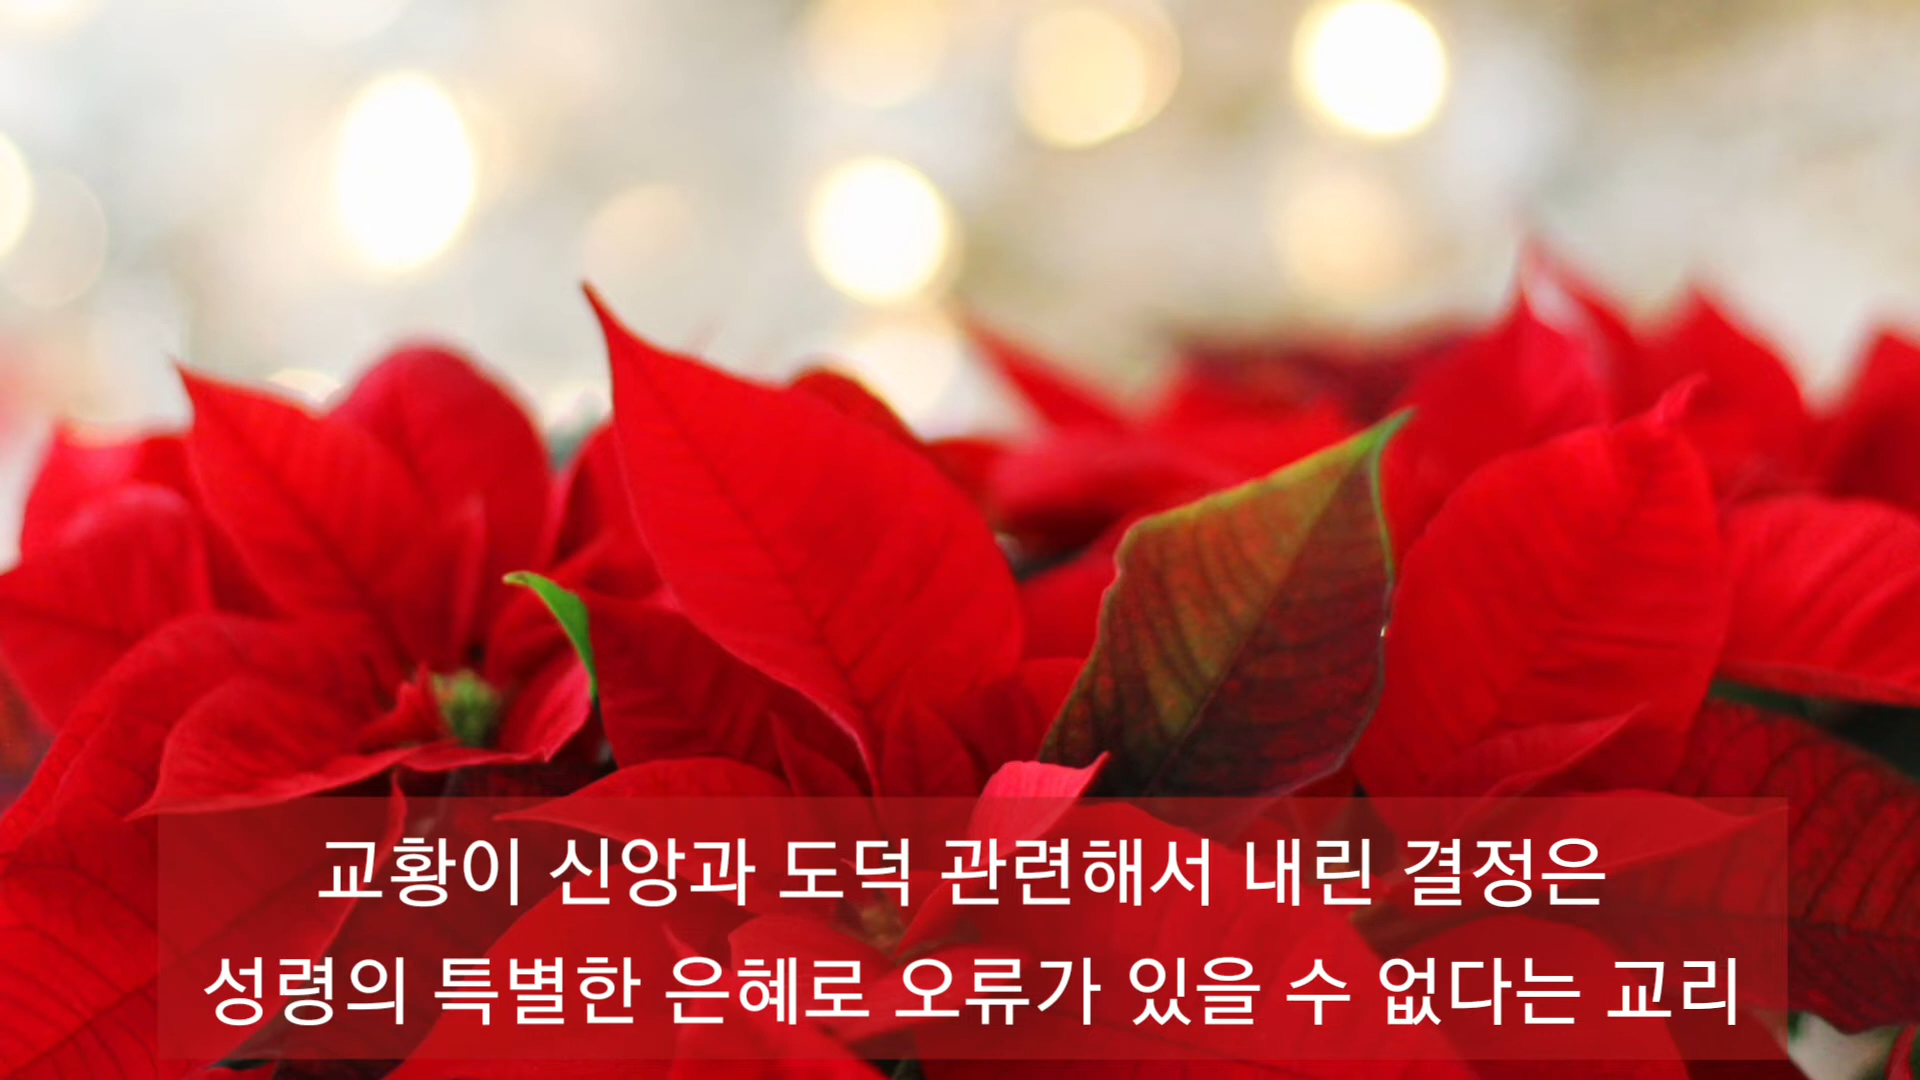 교황이 신앙과 도덕 관련해서 내린 결정은
성령의 특별한 은혜로 오류가 있을 수 없다는 교리